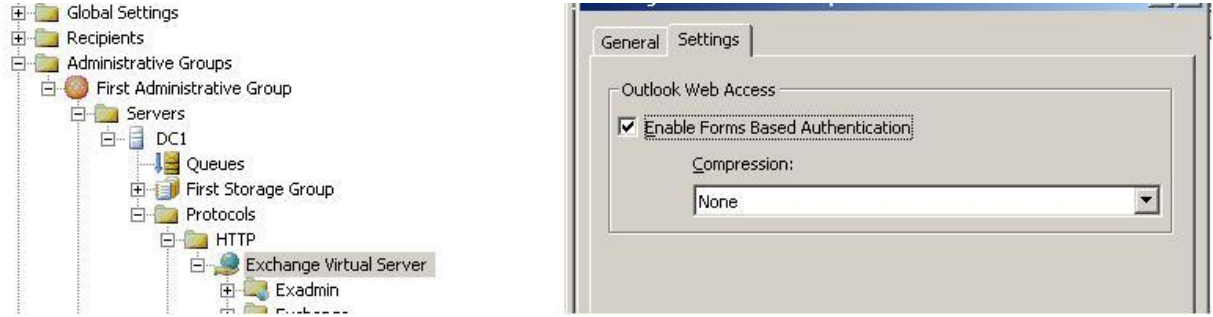 Global Settings
Recipients
Administrative Groups
First Administrative Group
Servers
DC1
Queues
First Storage Group
Protocols
HTTP
Exchange Virtual Server
Exadmin
General
Settings
Outlook Web Access
Enable Forms Based Authentication
Compression:
None